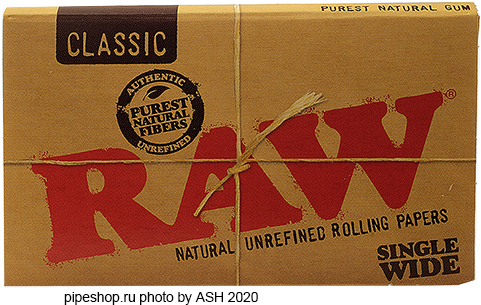 PUREST NATURAL GUM
CLASSIC
AUTHENTIC
PUREST
NATURAL
FIBERS
UNREFINED
RAW®
NATURAL UNREFINED ROLLING PAPERS
SINGLE
WIDE
pipeshop.ru photo by ASH 2020